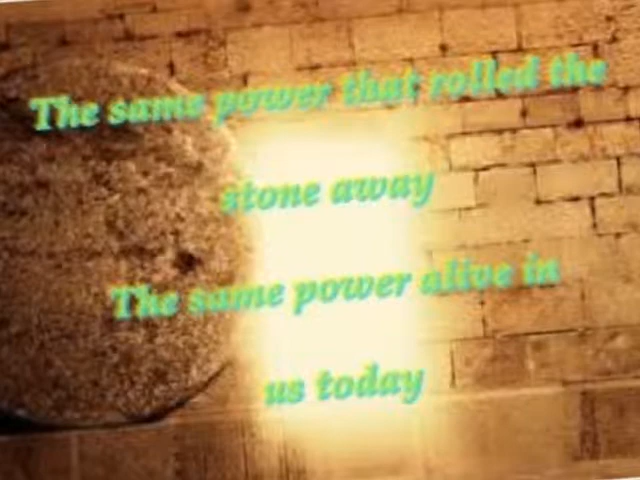 The same power that rolled the
stone away
The same power alive in
us today